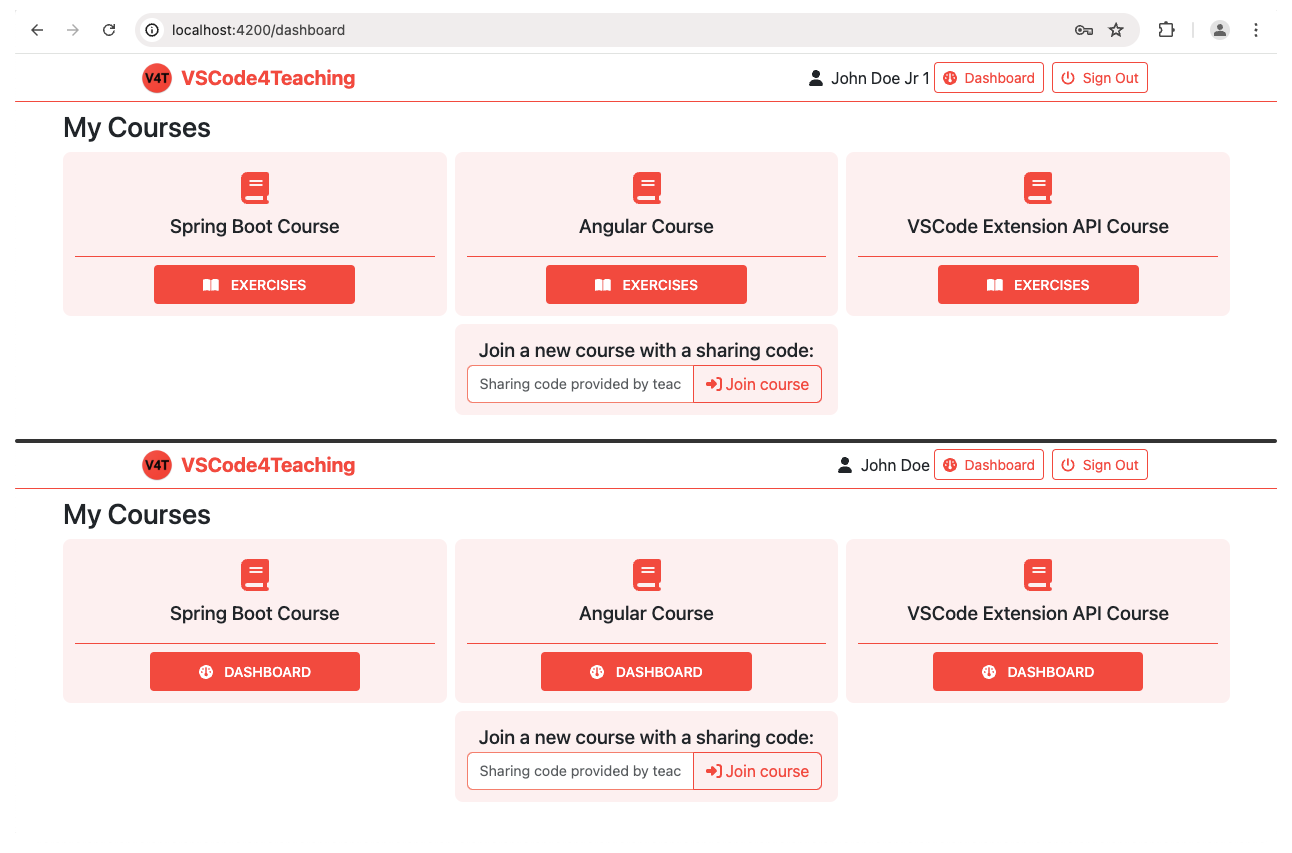 localhost:4200/dashboard
V4T VSCode4Teaching John Doe Jr 1 Dashboard Sign Out
My Courses
Spring Boot Course Angular Course VSCode Extension API Course
EXERCISES EXERCISES EXERCISES
Join a new course with a sharing code:
Sharing code provided by teac Join course
V4T VSCode4Teaching John Doe Dashboard Sign Out
My Courses
Spring Boot Course Angular Course VSCode Extension API Course
DASHBOARD DASHBOARD DASHBOARD
Join a new course with a sharing code:
Sharing code provided by teac Join course